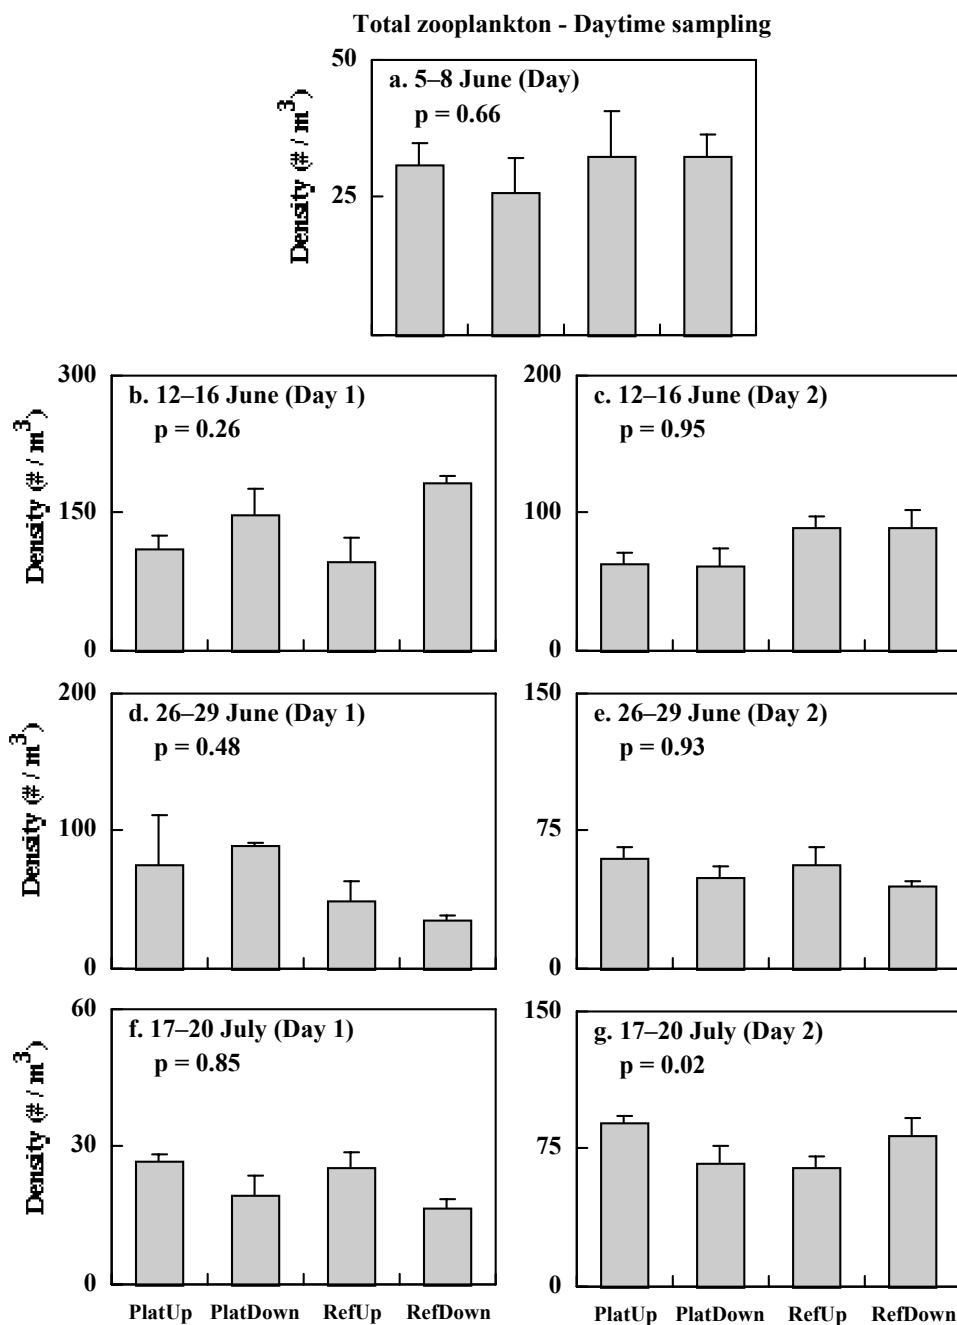 Total zooplankton - Daytime sampling
50
a. 5–8 June (Day)
p = 0.66
25
Density (# / m³)
300
b. 12–16 June (Day 1)
p = 0.26
150
0
Density (# / m³)
200
c. 12–16 June (Day 2)
p = 0.95
100
0
200
d. 26–29 June (Day 1)
p = 0.48
100
0
Density (# / m³)
150
e. 26–29 June (Day 2)
p = 0.93
75
0
60
f. 17–20 July (Day 1)
p = 0.85
30
0
Density (# / m³)
PlatUp PlatDown RefUp RefDown
150
g. 17–20 July (Day 2)
p = 0.02
75
0
PlatUp PlatDown RefUp RefDown